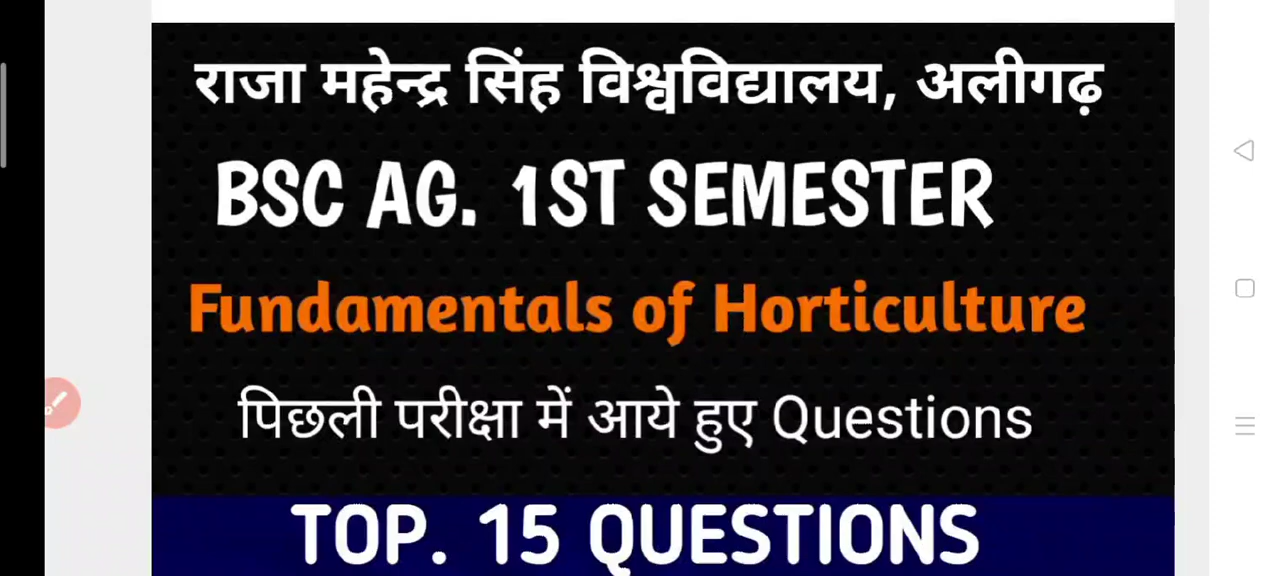 राजा महेन्द्र सिंह विश्वविद्यालय, अलीगढ़
BSC AG. 1ST SEMESTER
Fundamentals of Horticulture
पिछली परीक्षा में आये हुए Questions
TOP. 15 QUESTIONS